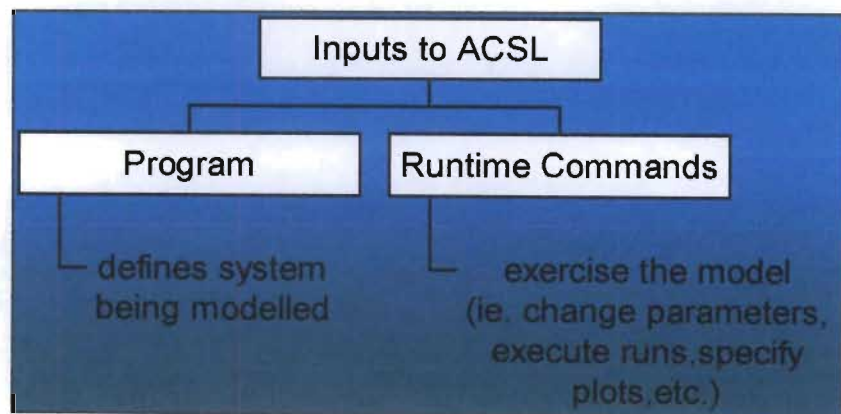 Inputs to ACSL
Program
Runtime Commands
defines system
being modelled
exercise the model
(ie. change parameters,
execute runs,specify
plots,etc.)